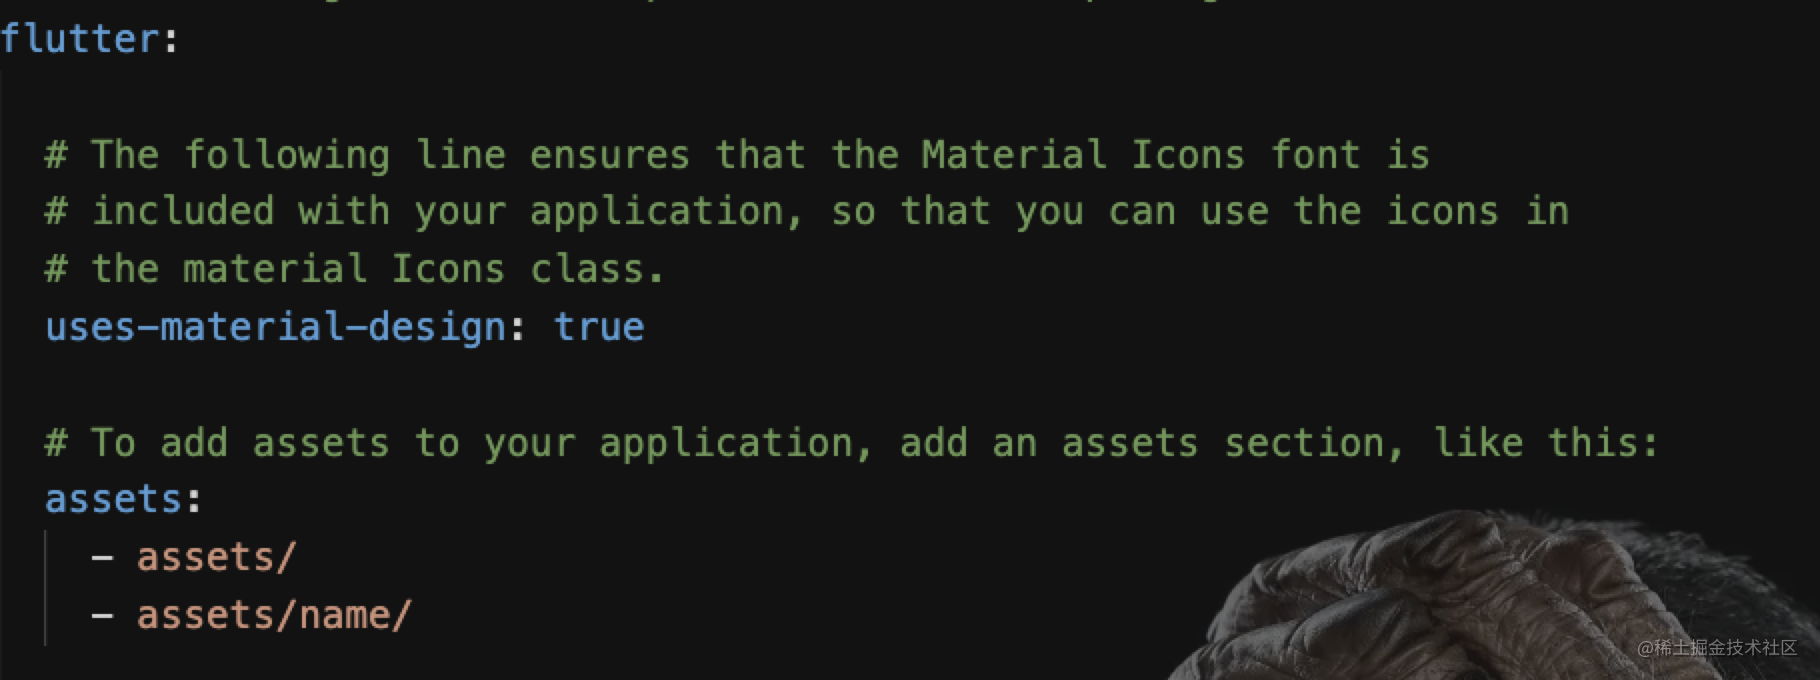 flutter:
# The following line ensures that the Material Icons font is
# included with your application, so that you can use the icons in
# the material Icons class.
uses-material-design: true
# To add assets to your application, add an assets section, like this:
assets:
- assets/
- assets/name/
@稀土掘金技术社区